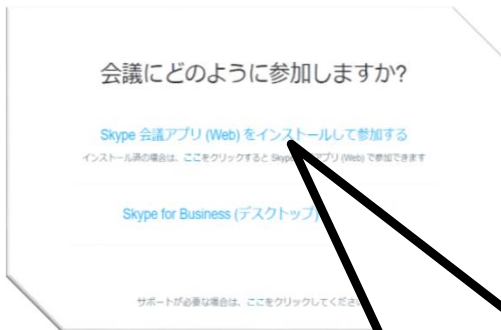 会議にどのように参加しますか?
Skype 会議アプリ (Web) をインストールして参加する
インストール済の場合は、ここをクリックすると Skype アプリ (Web) で参加できます
Skype for Business (デスクトップ)
サポートが必要な場合は、ここをクリックしてくださ